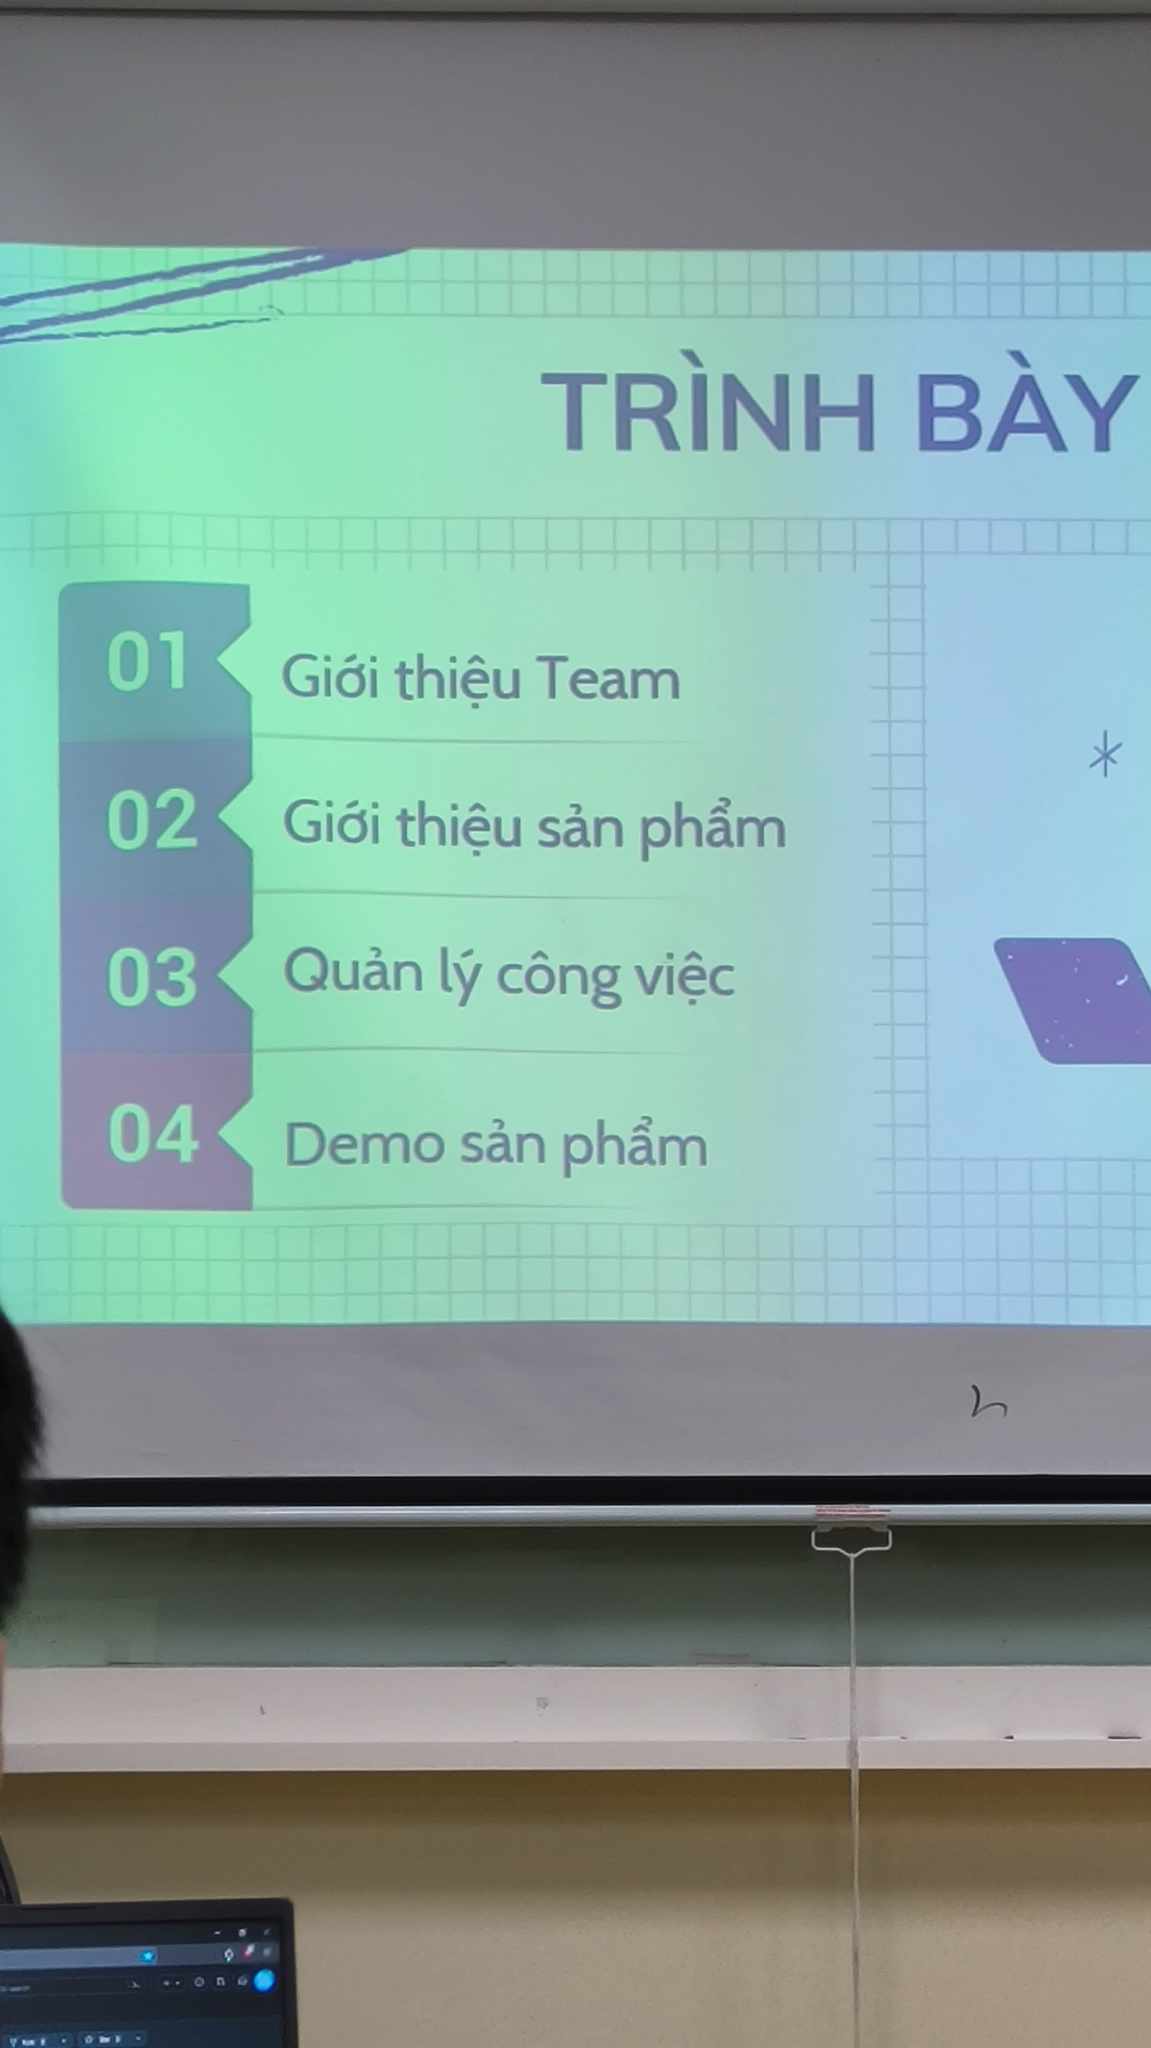 TRÌNH BÀY
01 Giới thiệu Team
02 Giới thiệu sản phẩm
03 Quản lý công việc
04 Demo sản phẩm